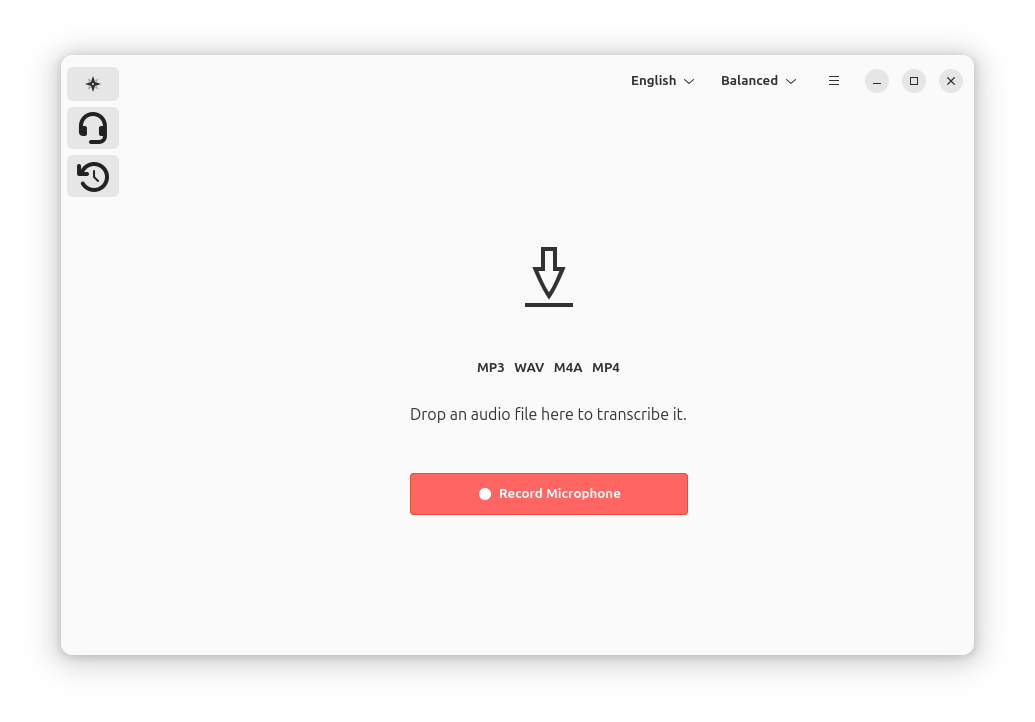 English Balanced
MP3 WAV M4A MP4
Drop an audio file here to transcribe it.
Record Microphone